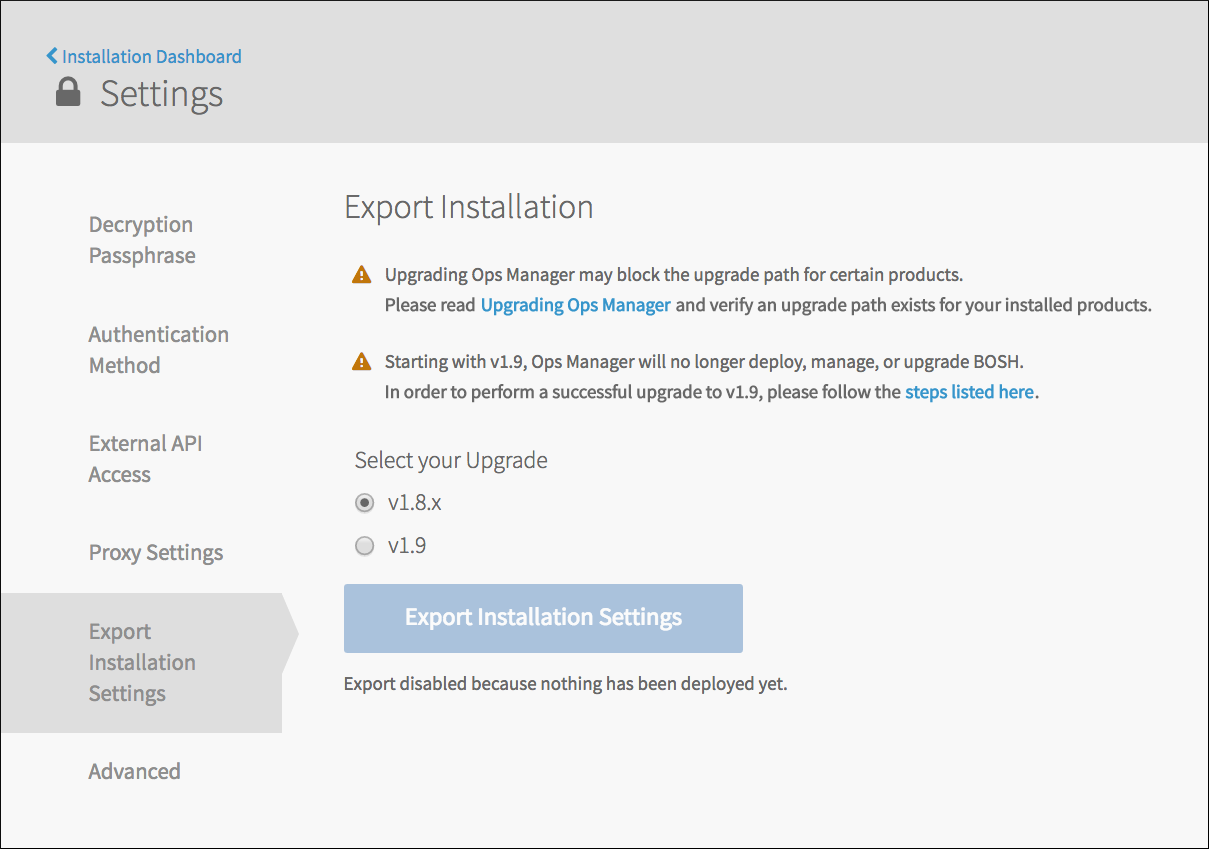 Installation Dashboard
Settings
Decryption
Passphrase
Authentication
Method
External API
Access
Proxy Settings
Export
Installation
Settings
Advanced
Export Installation
Upgrading Ops Manager may block the upgrade path for certain products.
Please read Upgrading Ops Manager and verify an upgrade path exists for your installed products.
Starting with v1.9, Ops Manager will no longer deploy, manage, or upgrade BOSH.
In order to perform a successful upgrade to v1.9, please follow the steps listed here.
Select your Upgrade
v1.8.x
v1.9
Export Installation Settings
Export disabled because nothing has been deployed yet.